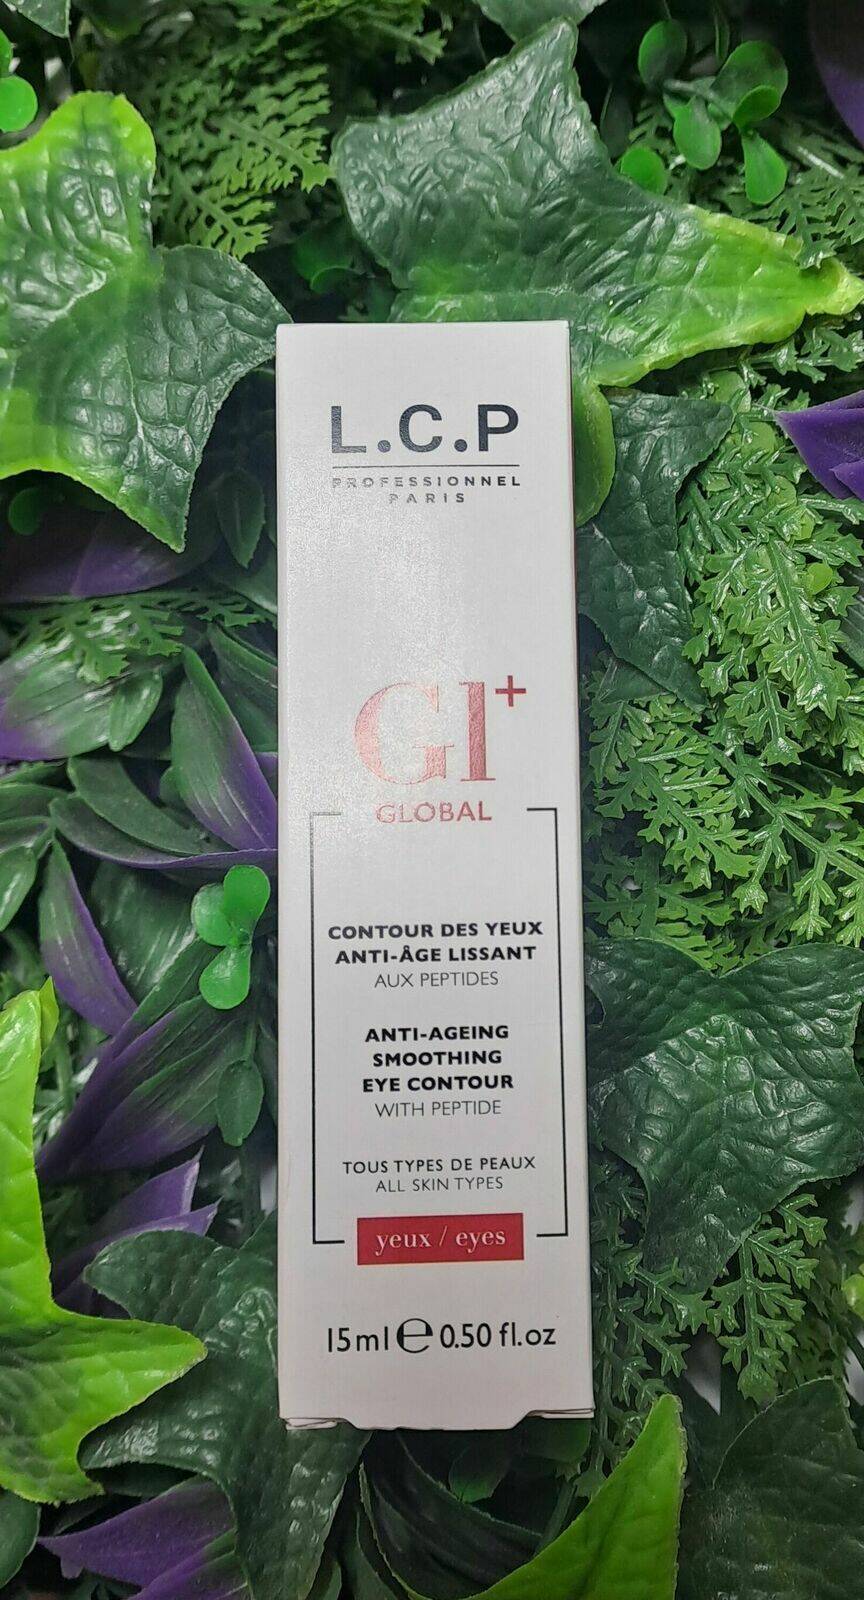 L.C.P
PROFESSIONNEL
PARIS
Gl+
GLOBAL
CONTOUR DES YEUX
ANTI-ÂGE LISSANT
AUX PEPTIDES
ANTI-AGEING
SMOOTHING
EYE CONTOUR
WITH PEPTIDE
TOUS TYPES DE PEAUX
ALL SKIN TYPES
yeux / eyes
15ml ℮ 0.50 fl.oz